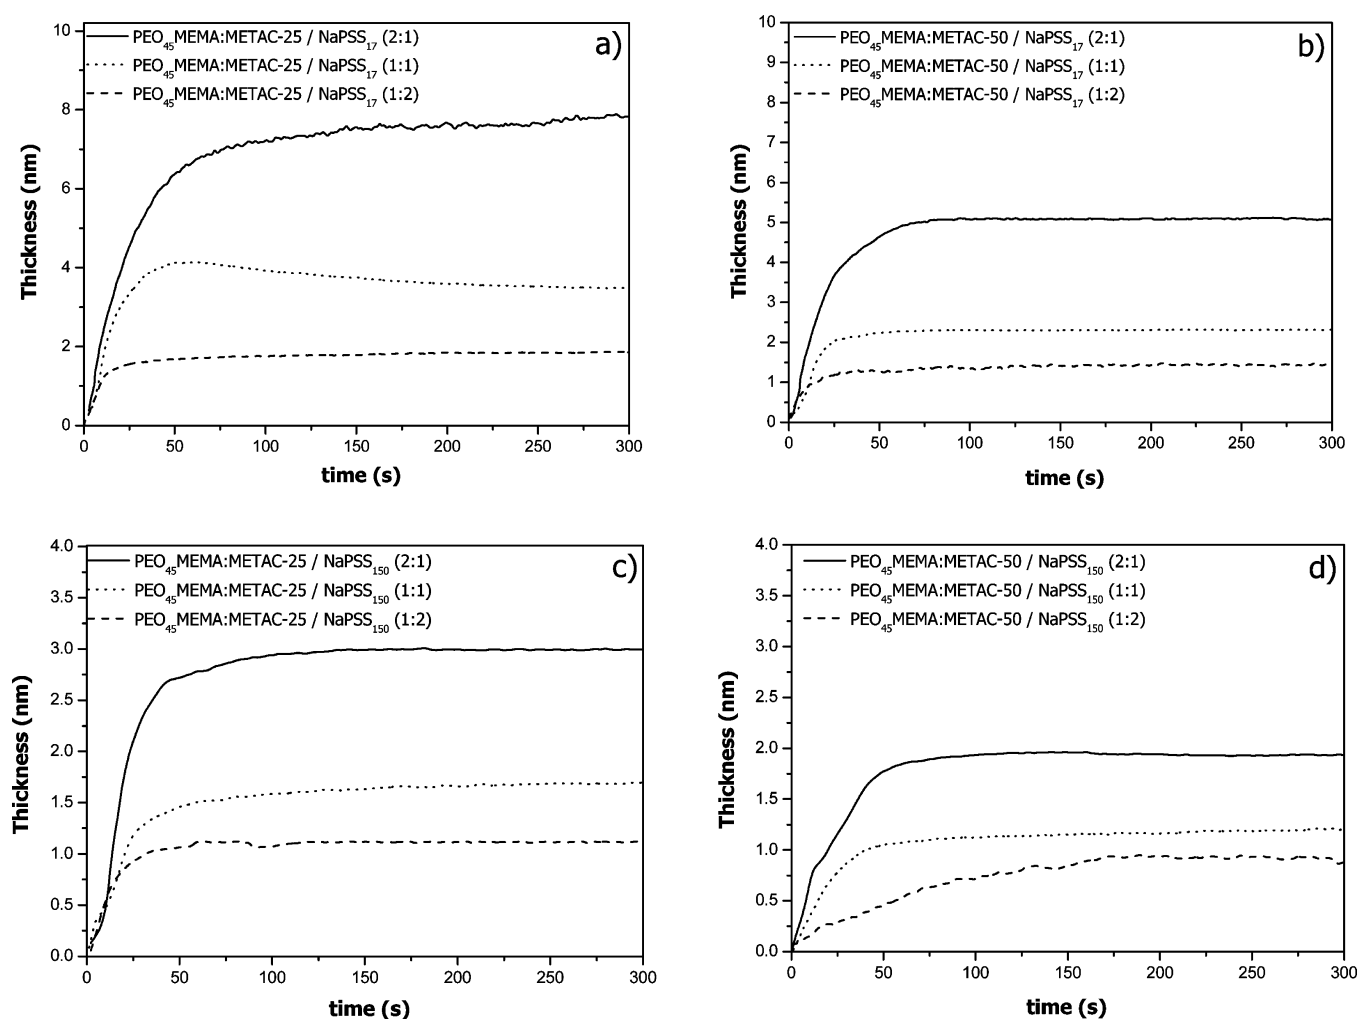 a)
PEO₄₅MEMA:METAC-25 / NaPSS₁₇ (2:1)
PEO₄₅MEMA:METAC-25 / NaPSS₁₇ (1:1)
PEO₄₅MEMA:METAC-25 / NaPSS₁₇ (1:2)
Thickness (nm)
10
8
6
4
2
0
0 50 100 150 200 250 300
time (s)
b)
PEO₄₅MEMA:METAC-50 / NaPSS₁₇ (2:1)
PEO₄₅MEMA:METAC-50 / NaPSS₁₇ (1:1)
PEO₄₅MEMA:METAC-50 / NaPSS₁₇ (1:2)
Thickness (nm)
10
9
8
7
6
5
4
3
2
1
0
0 50 100 150 200 250 300
time (s)
c)
PEO₄₅MEMA:METAC-25 / NaPSS₁₅₀ (2:1)
PEO₄₅MEMA:METAC-25 / NaPSS₁₅₀ (1:1)
PEO₄₅MEMA:METAC-25 / NaPSS₁₅₀ (1:2)
Thickness (nm)
4.0
3.5
3.0
2.5
2.0
1.5
1.0
0.5
0.0
0 50 100 150 200 250 300
time (s)
d)
PEO₄₅MEMA:METAC-50 / NaPSS₁₅₀ (2:1)
PEO₄₅MEMA:METAC-50 / NaPSS₁₅₀ (1:1)
PEO₄₅MEMA:METAC-50 / NaPSS₁₅₀ (1:2)
Thickness (nm)
4.0
3.5
3.0
2.5
2.0
1.5
1.0
0.5
0.0
0 50 100 150 200 250 300
time (s)